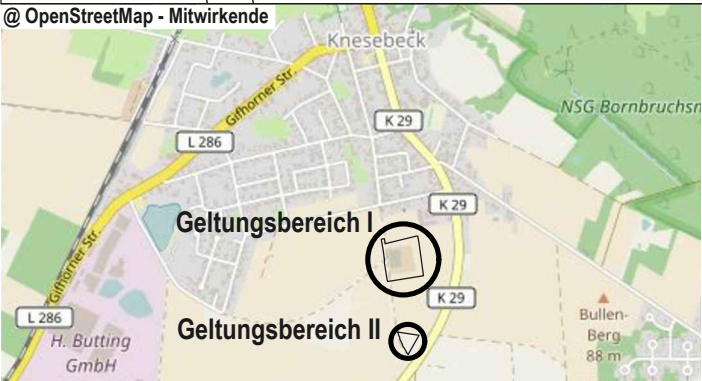 @ OpenStreetMap - Mitwirkende
Knesebeck
Gifhorner Str.
NSG Bornbruchsm
K 29
L 286
K 29
Geltungsbereich I
Gifhorner Str.
K 29
L 286
Bullen-
Berg
88 m
Geltungsbereich II
H. Butting
GmbH